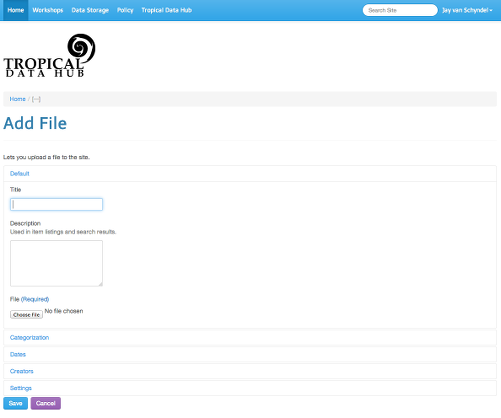 Home Workshops Data Storage Policy Tropical Data Hub Search Site Jay van Schyndel
TROPICAL
DATA HUB
Home / [...]
Add File
Lets you upload a file to the site.
Default
Title
Description
Used in item listings and search results.
File (Required)
Choose File No file chosen
Categorization
Dates
Creators
Settings
Save Cancel